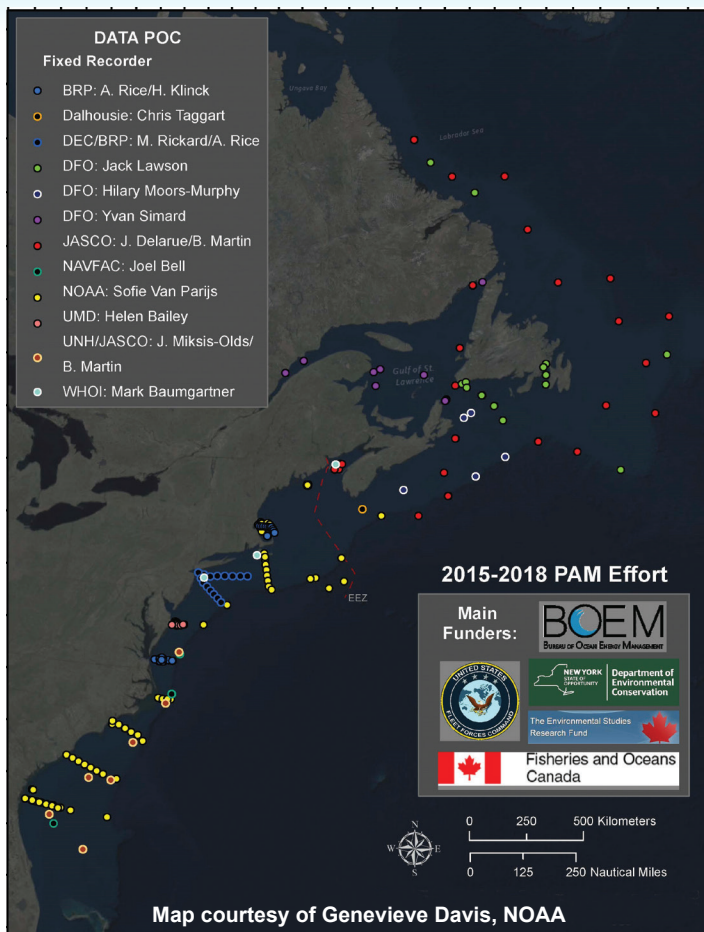 DATA POC
Fixed Recorder
BRP: A. Rice/H. Klinck
Dalhousie: Chris Taggart
DEC/BRP: M. Rickard/A. Rice
DFO: Jack Lawson
DFO: Hilary Moors-Murphy
DFO: Yvan Simard
JASCO: J. Delarue/B. Martin
NAVFAC: Joel Bell
NOAA: Sofie Van Parijs
UMD: Helen Bailey
UNH/JASCO: J. Miksis-Olds/
B. Martin
WHOI: Mark Baumgartner
Labrador Sea
Gulf of St.
Lawrence
EEZ
2015-2018 PAM Effort
Main
Funders:
BOEM
BUREAU OF OCEAN ENERGY MANAGEMENT
UNITED STATES
FLEET FORCES COMMAND
NEW YORK
STATE OF
OPPORTUNITY
Department of
Environmental
Conservation
The Environmental Studies
Research Fund
Fisheries and Oceans
Canada
N
W
E
S
0 250 500 Kilometers
0 125 250 Nautical Miles
Map courtesy of Genevieve Davis, NOAA